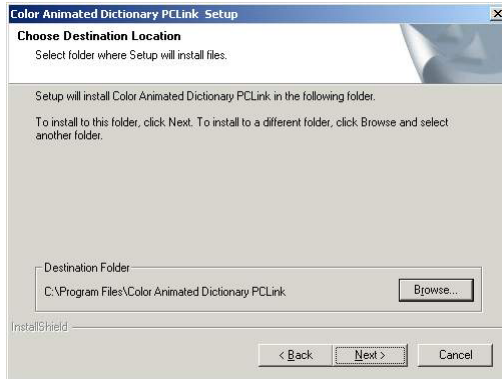 Color Animated Dictionary PCLink Setup
Choose Destination Location
Select folder where Setup will install files.
Setup will install Color Animated Dictionary PCLink in the following folder.
To install to this folder, click Next. To install to a different folder, click Browse and select
another folder.
Destination Folder
C:\Program Files\Color Animated Dictionary PCLink
Browse...
InstallShield
< Back
Next >
Cancel